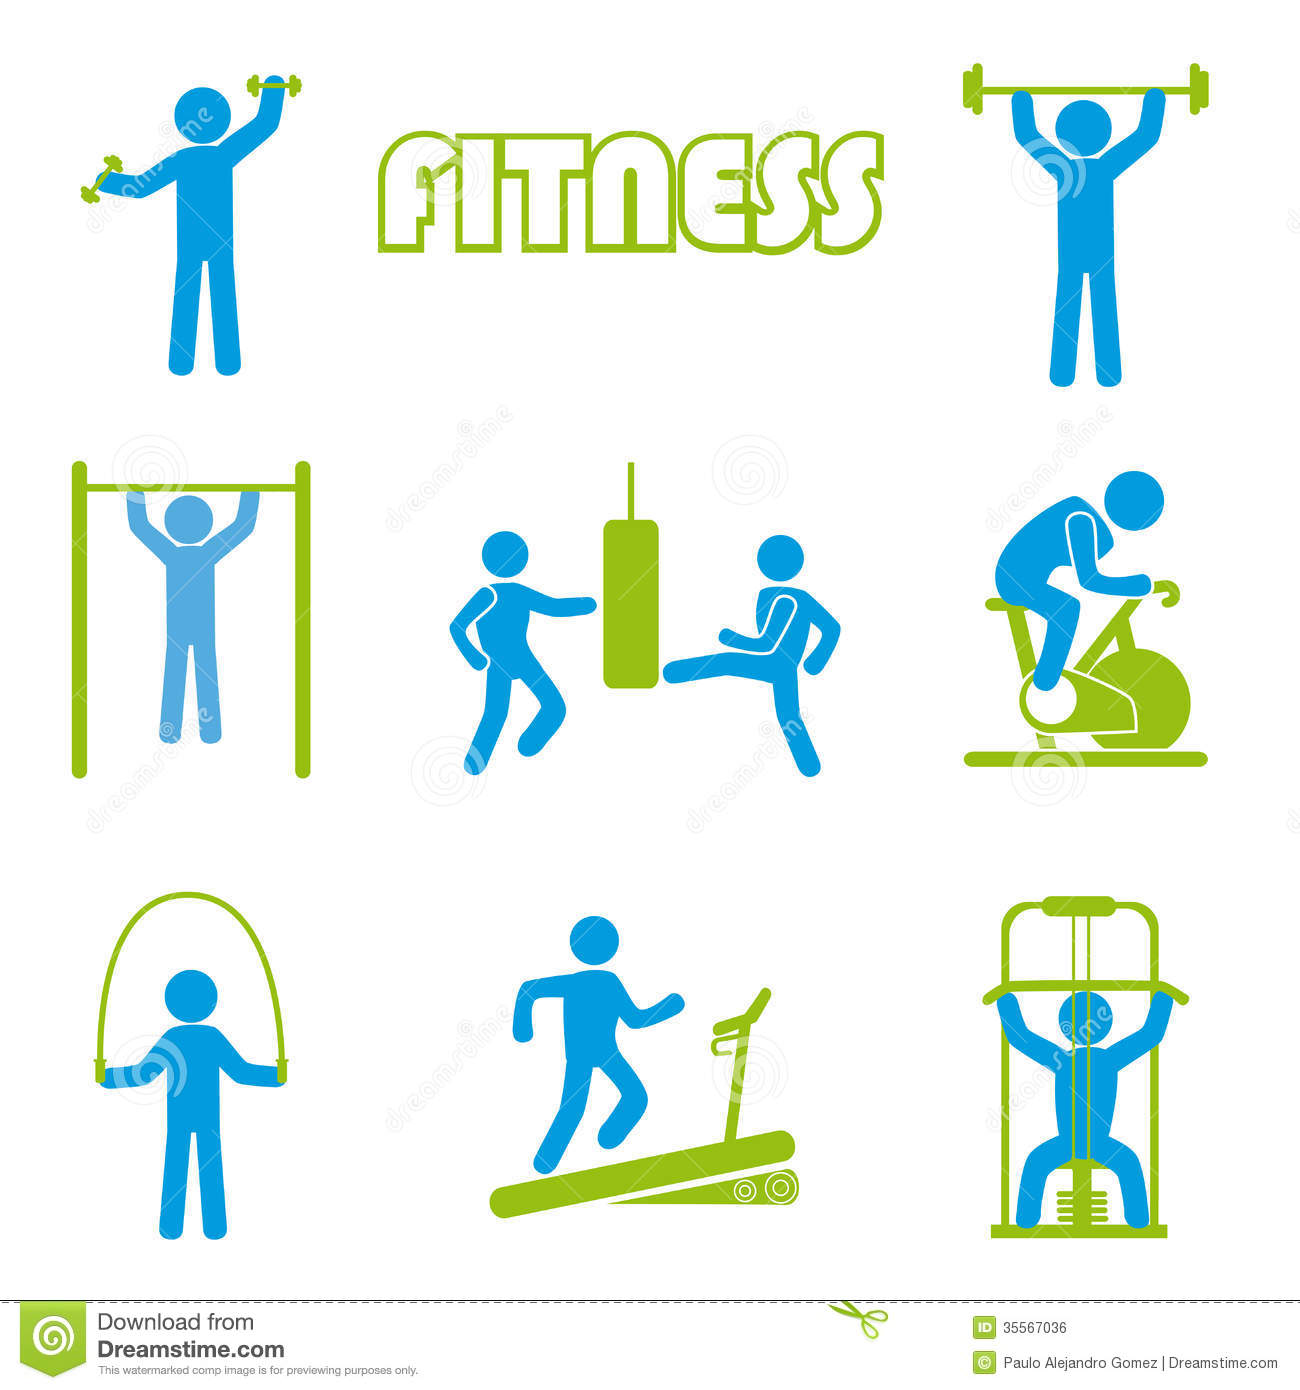 FITNESS
dreamstime
Download from
Dreamstime.com
This watermarked comp image is for previewing purposes only.
ID 35567036
© Paulo Alejandro Gomez | Dreamstime.com